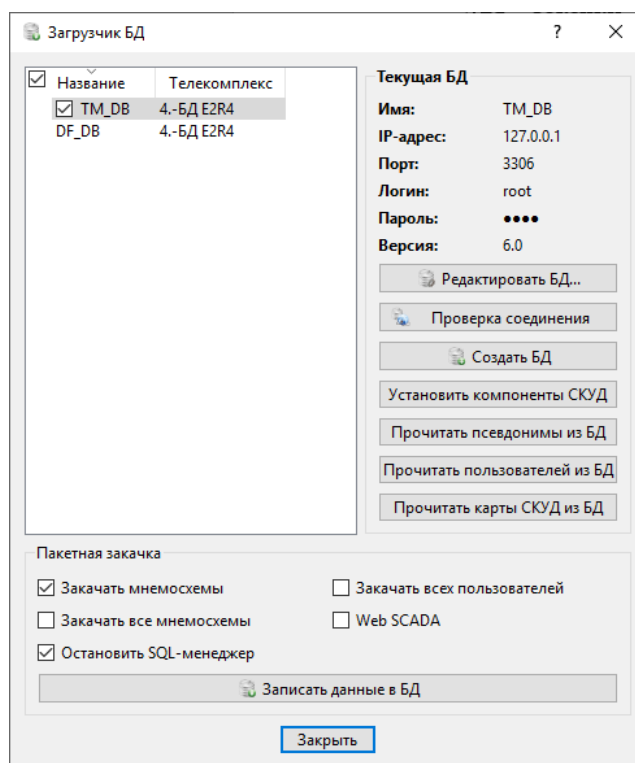 Загрузчик БД
?
Название Телекомплекс
TM_DB 4.-БД E2R4
DF_DB 4.-БД E2R4
Текущая БД
Имя: TM_DB
IP-адрес: 127.0.0.1
Порт: 3306
Логин: root
Пароль: ●●●●
Версия: 6.0
Редактировать БД...
Проверка соединения
Создать БД
Установить компоненты СКУД
Прочитать псевдонимы из БД
Прочитать пользователей из БД
Прочитать карты СКУД из БД
Пакетная закачка
Закачать мнемосхемы Закачать всех пользователей
Закачать все мнемосхемы Web SCADA
Остановить SQL-менеджер
Записать данные в БД
Закрыть